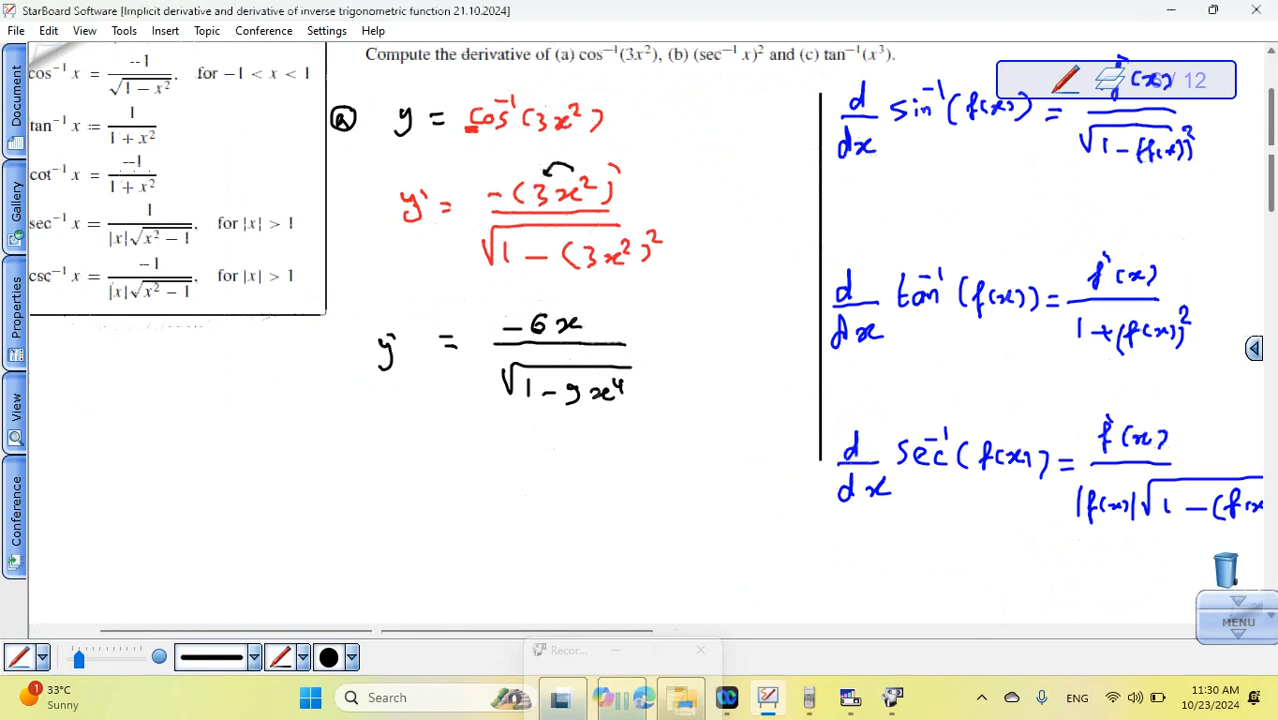 StarBoard Software [Implicit derivative and derivative of inverse trigonometric function 21.10.2024]
File Edit View Tools Insert Topic Conference Settings Help
Document
Gallery
Properties
View
Conference
Compute the derivative of (a) cos⁻¹(3x²), (b) (sec⁻¹ x)² and (c) tan⁻¹(x³).
cos⁻¹ x = -1/√(1 − x²), for −1 < x < 1
tan⁻¹ x = 1/(1 + x²)
cot⁻¹ x = -1/(1 + x²)
sec⁻¹ x = 1/(|x|√(x² − 1)), for |x| > 1
csc⁻¹ x = -1/(|x|√(x² − 1)), for |x| > 1
(a) y = cos⁻¹(3x²)
y' = -(3x²)'/√(1 − (3x²)²)
y' = -6x/√(1 − 9x⁴)
/ 12
d/dx sin⁻¹(f(x)) = f'(x)/√(1 − (f(x))²)
d/dx tan⁻¹(f(x)) = f'(x)/(1 + (f(x))²)
d/dx sec⁻¹(f(x)) = f'(x)/|f(x)|√1 − (f(x
MENU
Recor...
33°C
Sunny
1
Search
ENG
11:30 AM
10/23/2024